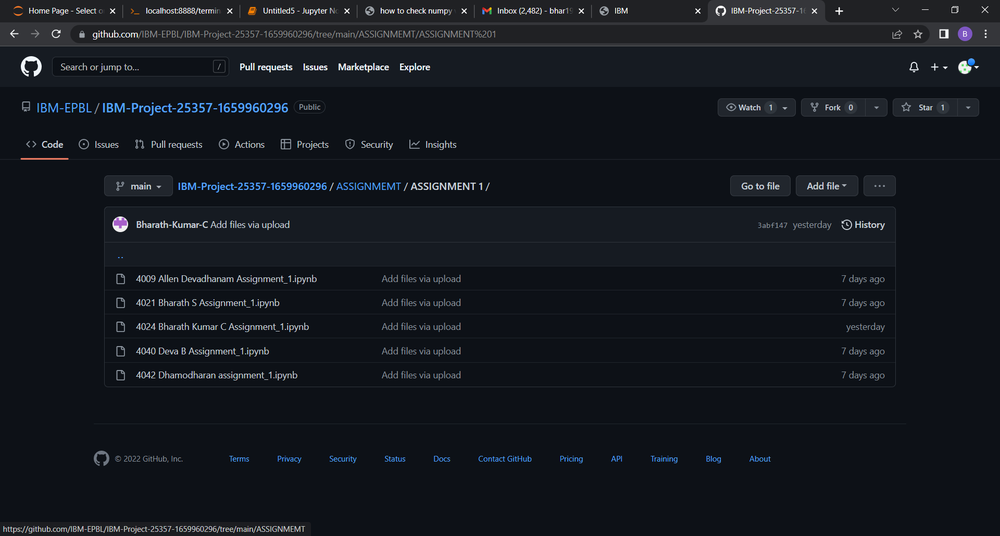 Home Page - Select o
localhost:8888/termin
Untitled5 - Jupyter No
how to check numpy v
Inbox (2,482) - bhar19
IBM
IBM-Project-25357-16
github.com/IBM-EPBL/IBM-Project-25357-1659960296/tree/main/ASSIGNMEMT/ASSIGNMENT%201
B
Search or jump to...
/
Pull requests
Issues
Marketplace
Explore
IBM-EPBL / IBM-Project-25357-1659960296
Public
Watch 1
Fork 0
Star 1
Code
Issues
Pull requests
Actions
Projects
Security
Insights
main
IBM-Project-25357-1659960296 / ASSIGNMEMT / ASSIGNMENT 1 /
Go to file
Add file
Bharath-Kumar-C Add files via upload
3abf147 yesterday
History
..
4009 Allen Devadhanam Assignment_1.ipynb Add files via upload 7 days ago
4021 Bharath S Assignment_1.ipynb Add files via upload 7 days ago
4024 Bharath Kumar C Assignment_1.ipynb Add files via upload yesterday
4040 Deva B Assignment_1.ipynb Add files via upload 7 days ago
4042 Dhamodharan assignment_1.ipynb Add files via upload 7 days ago
© 2022 GitHub, Inc.
Terms
Privacy
Security
Status
Docs
Contact GitHub
Pricing
API
Training
Blog
About
https://github.com/IBM-EPBL/IBM-Project-25357-1659960296/tree/main/ASSIGNMEMT